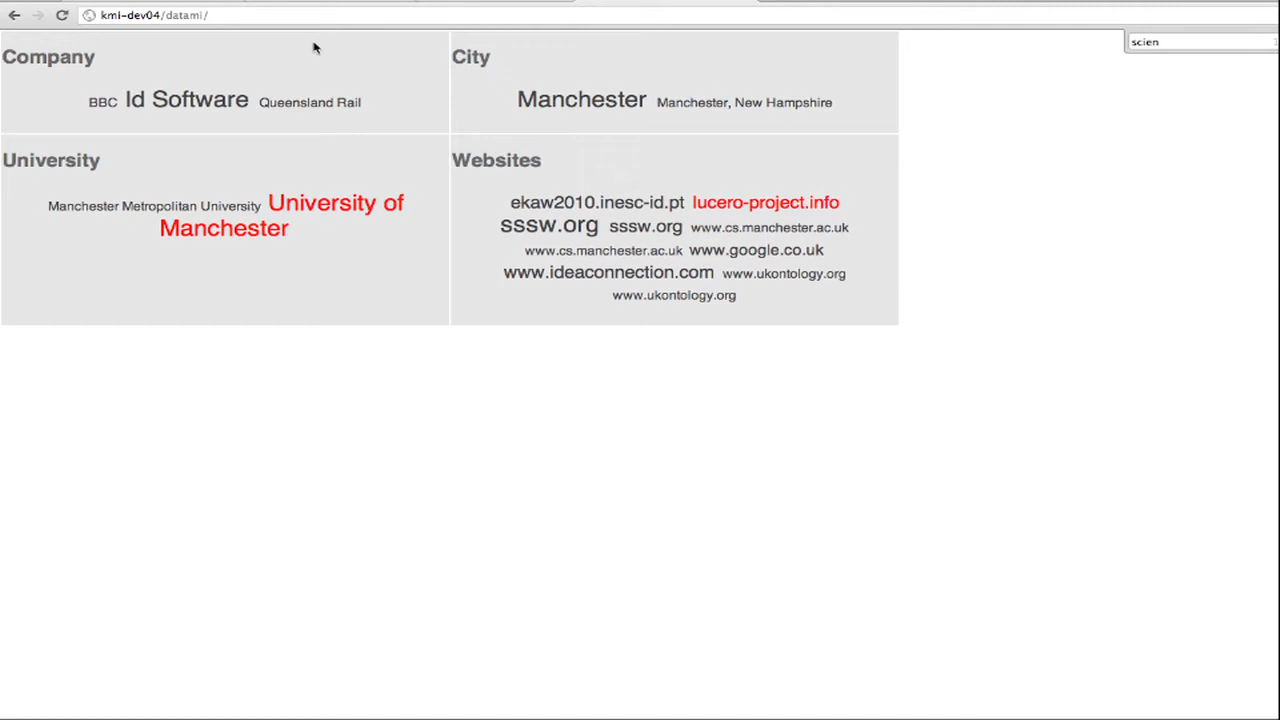 kmi-dev04/datami/
scien
Company
BBC Id Software Queensland Rail
City
Manchester Manchester, New Hampshire
University
Manchester Metropolitan University University of
Manchester
Websites
ekaw2010.inesc-id.pt lucero-project.info
sssw.org sssw.org www.cs.manchester.ac.uk
www.cs.manchester.ac.uk www.google.co.uk
www.ideaconnection.com www.ukontology.org
www.ukontology.org